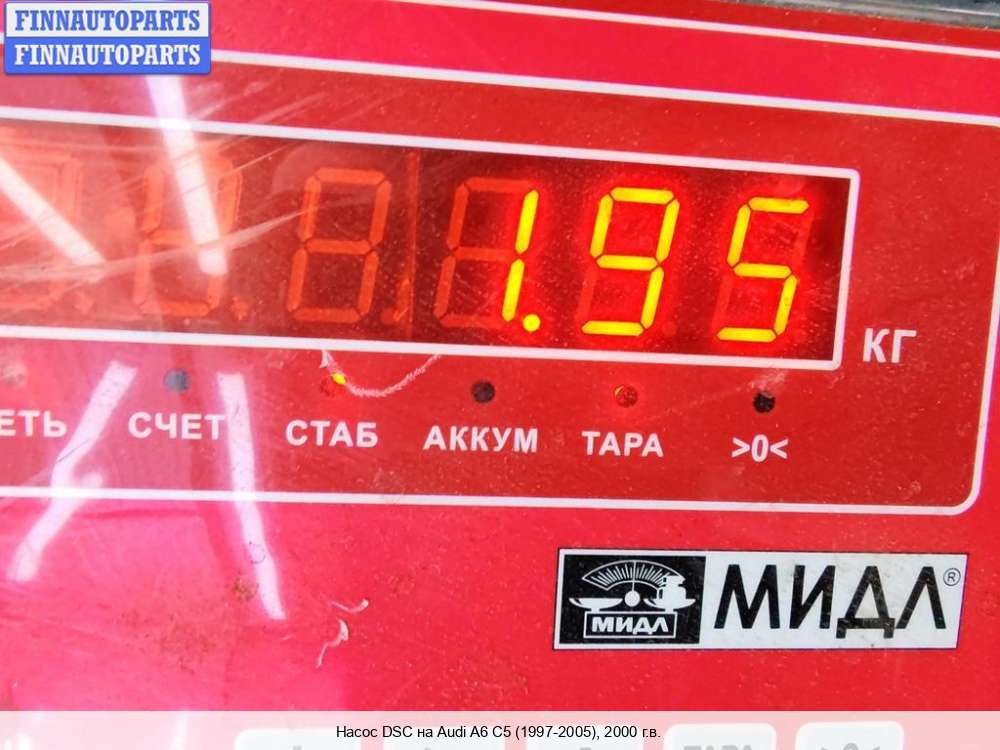 FINNAUTOPARTS
FINNAUTOPARTS
1.95
КГ
ЕТЬ СЧЕТ СТАБ АККУМ ТАРА >0<
МИДЛ МИДЛ®
Насос DSC на Audi A6 C5 (1997-2005), 2000 г.в.